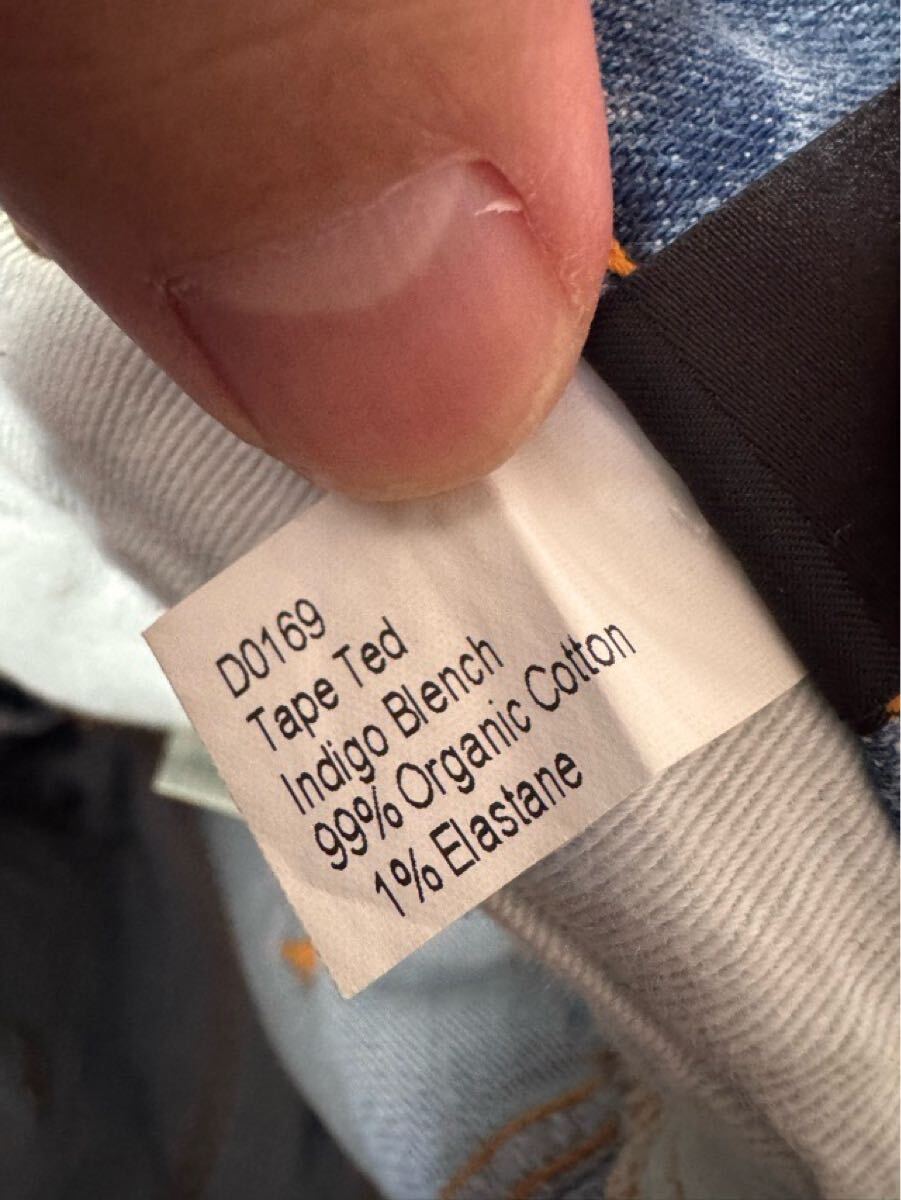 D0169
Tape Ted
Indigo Blench
99% Organic Cotton
1% Elastane